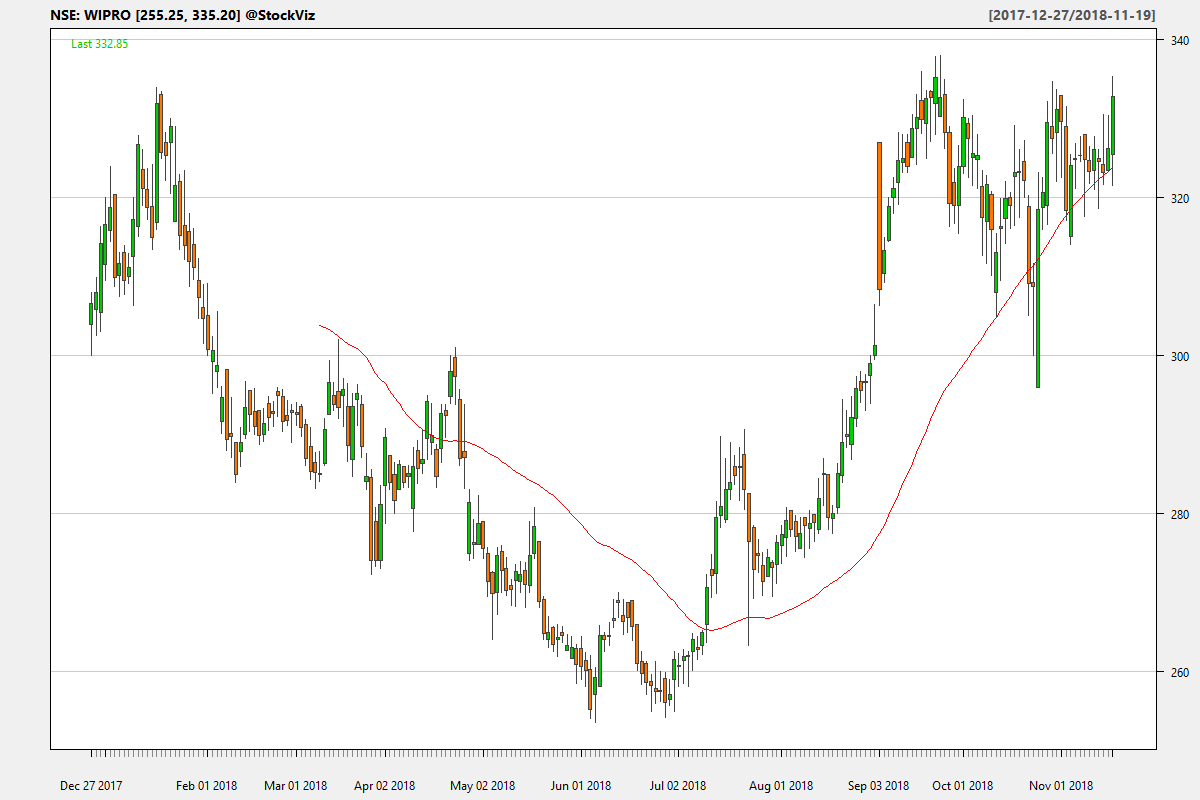 NSE: WIPRO [255.25, 335.20] @StockViz [2017-12-27/2018-11-19]
Last 332.85
340
320
300
280
260
Dec 27 2017 Feb 01 2018 Mar 01 2018 Apr 02 2018 May 02 2018 Jun 01 2018 Jul 02 2018 Aug 01 2018 Sep 03 2018 Oct 01 2018 Nov 01 2018